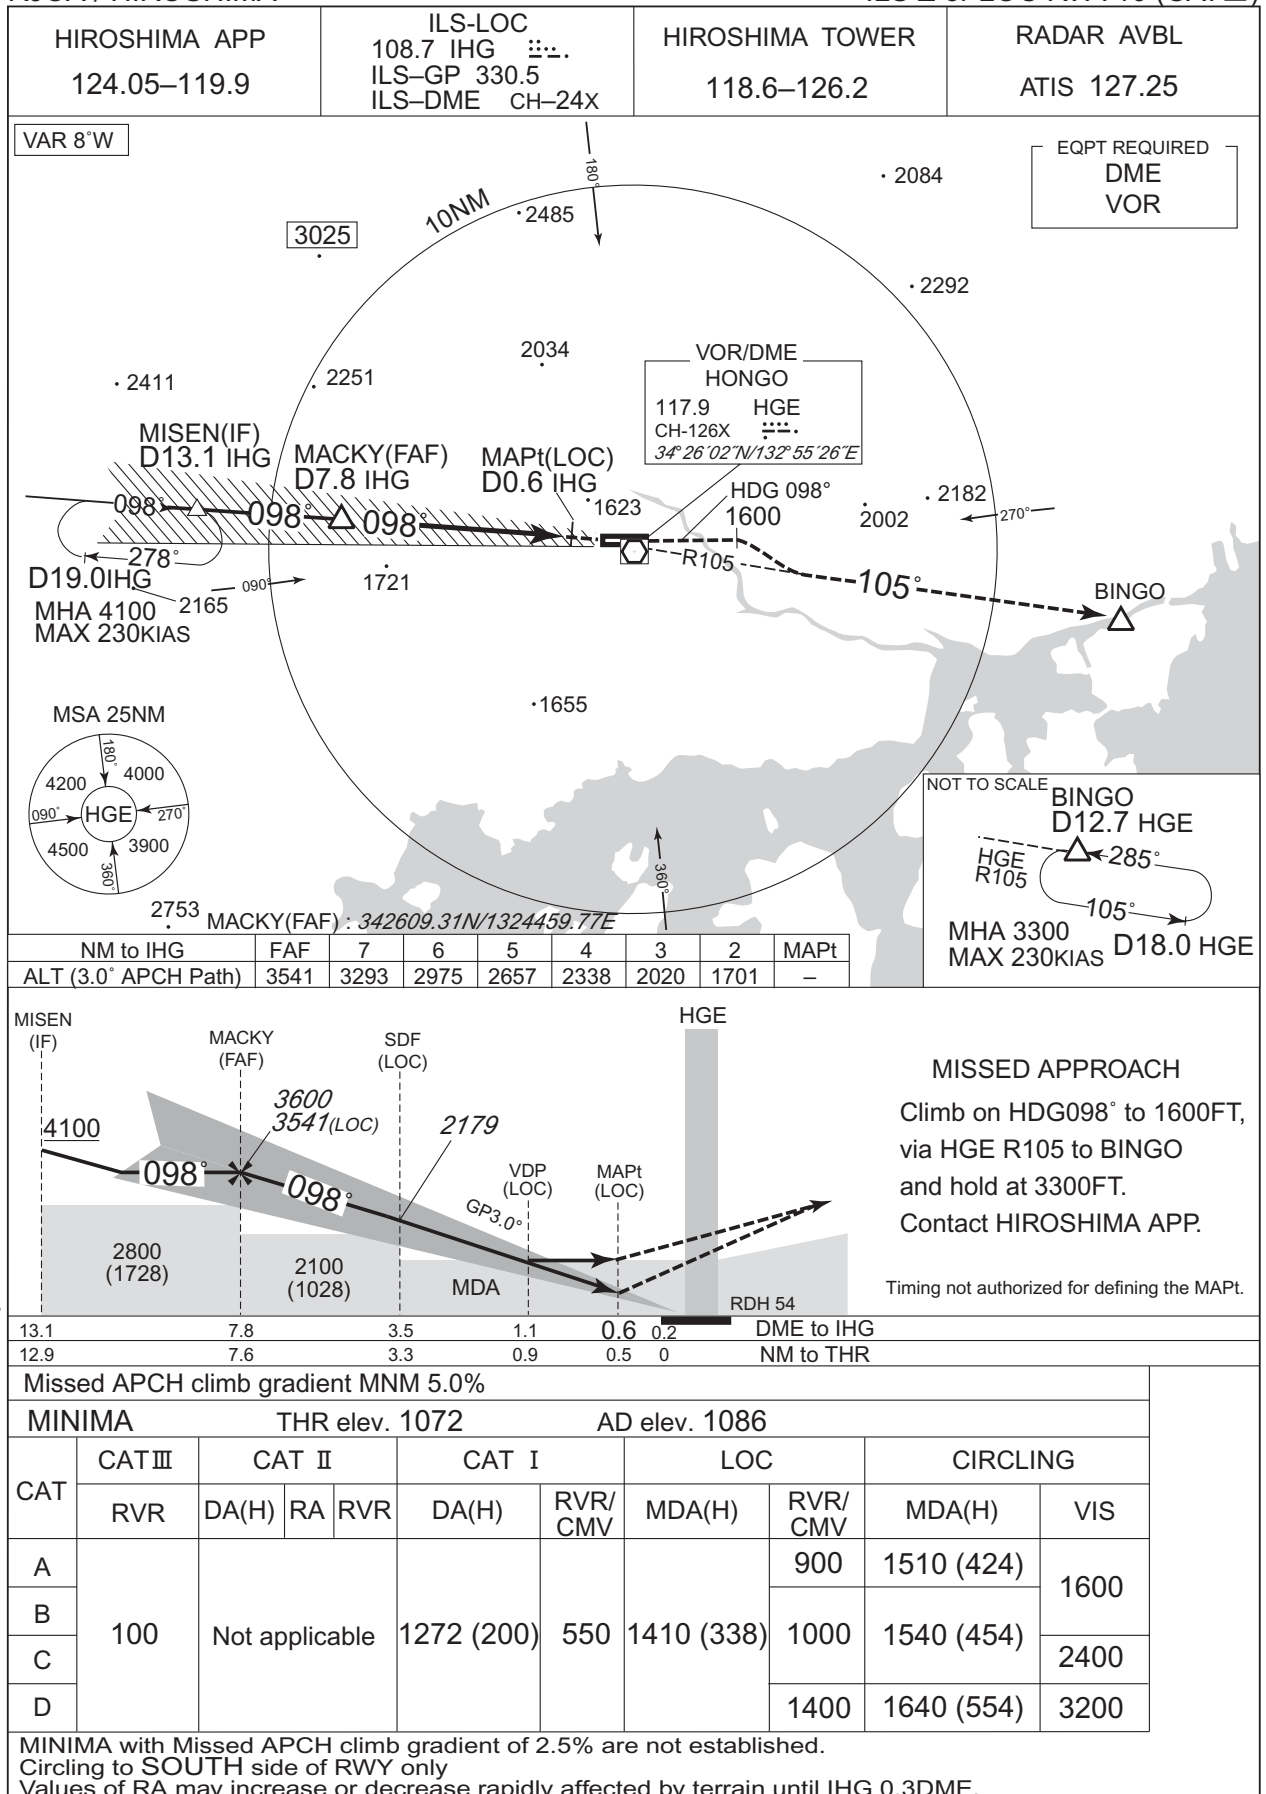 HIROSHIMA APP
124.05–119.9
ILS-LOC
108.7 IHG
ILS–GP 330.5
ILS–DME CH–24X
HIROSHIMA TOWER
118.6–126.2
RADAR AVBL
ATIS 127.25
VAR 8°W
EQPT REQUIRED
DME
VOR
180°
2084
10NM
2485
3025
2292
2034
2251
2411
VOR/DME
HONGO
117.9 HGE
CH-126X
34°26´02˝N/132°55´26˝E
MISEN(IF)
D13.1 IHG
MACKY(FAF)
D7.8 IHG
MAPt(LOC)
D0.6 IHG
1623
HDG 098°
1600
2182
2002
270°
098°
098°
098°
278°
D19.0IHG
MHA 4100
MAX 230KIAS
2165
090°
1721
R105
105°
BINGO
1655
MSA 25NM
180°
4200
4000
090°
HGE
270°
4500
3900
360°
360°
NOT TO SCALE
BINGO
D12.7 HGE
HGE
R105
285°
105°
MHA 3300
MAX 230KIAS
D18.0 HGE
2753
MACKY(FAF) : 342609.31N/1324459.77E
NM to IHG FAF 7 6 5 4 3 2 MAPt
ALT (3.0° APCH Path) 3541 3293 2975 2657 2338 2020 1701 –
MISEN
(IF)
MACKY
(FAF)
SDF
(LOC)
HGE
4100
3600
3541(LOC)
2179
VDP
(LOC)
MAPt
(LOC)
098°
098°
GP3.0°
2800
(1728)
2100
(1028)
MDA
RDH 54
MISSED APPROACH
Climb on HDG098° to 1600FT,
via HGE R105 to BINGO
and hold at 3300FT.
Contact HIROSHIMA APP.
Timing not authorized for defining the MAPt.
13.1 7.8 3.5 1.1 0.6 0.2 DME to IHG
12.9 7.6 3.3 0.9 0.5 0 NM to THR
Missed APCH climb gradient MNM 5.0%
MINIMA THR elev. 1072 AD elev. 1086
CAT
CATⅢ CAT Ⅱ CAT Ⅰ LOC CIRCLING
RVR DA(H) RA RVR DA(H) RVR/CMV MDA(H) RVR/CMV MDA(H) VIS
A 900 1510 (424)
1600
B
100 Not applicable 1272 (200) 550 1410 (338) 1000 1540 (454)
C 2400
D 1400 1640 (554) 3200
MINIMA with Missed APCH climb gradient of 2.5% are not established.
Circling to SOUTH side of RWY only
Values of RA may increase or decrease rapidly affected by terrain until IHG 0.3DME.